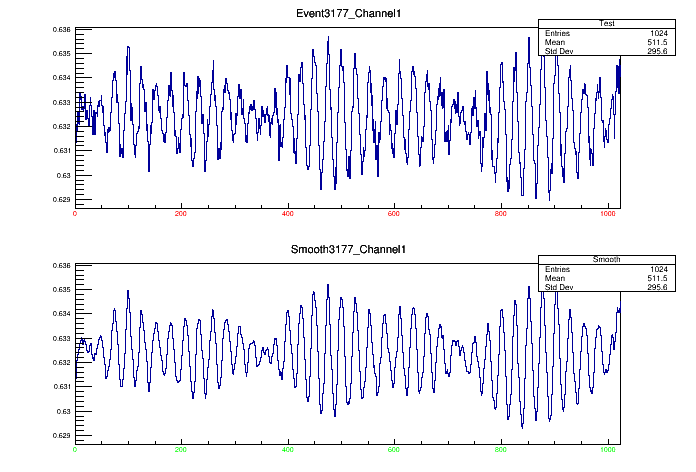 Event3177_Channel1
Test
Entries 1024
Mean 511.5
Std Dev 295.6
0.636
0.635
0.634
0.633
0.632
0.631
0.63
0.629
0 200 400 600 800 1000
Smooth3177_Channel1
Smooth
Entries 1024
Mean 511.5
Std Dev 295.6
0.636
0.635
0.634
0.633
0.632
0.631
0.63
0.629
0 200 400 600 800 1000